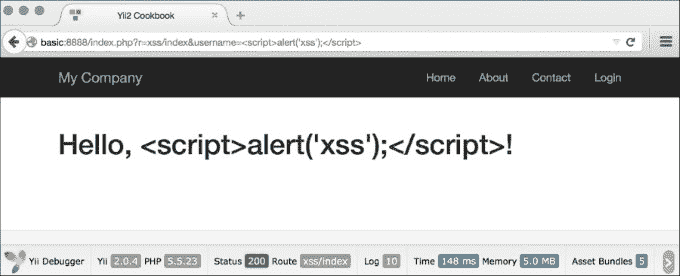 Yii2 Cookbook
basic:8888/index.php?r=xss/index&username=<script>alert('xss');</script>
My Company Home About Contact Login
Hello, <script>alert('xss');</script>!
Yii Debugger Yii 2.0.4 PHP 5.5.23 Status 200 Route xss/index Log 10 Time 148 ms Memory 5.0 MB Asset Bundles 5